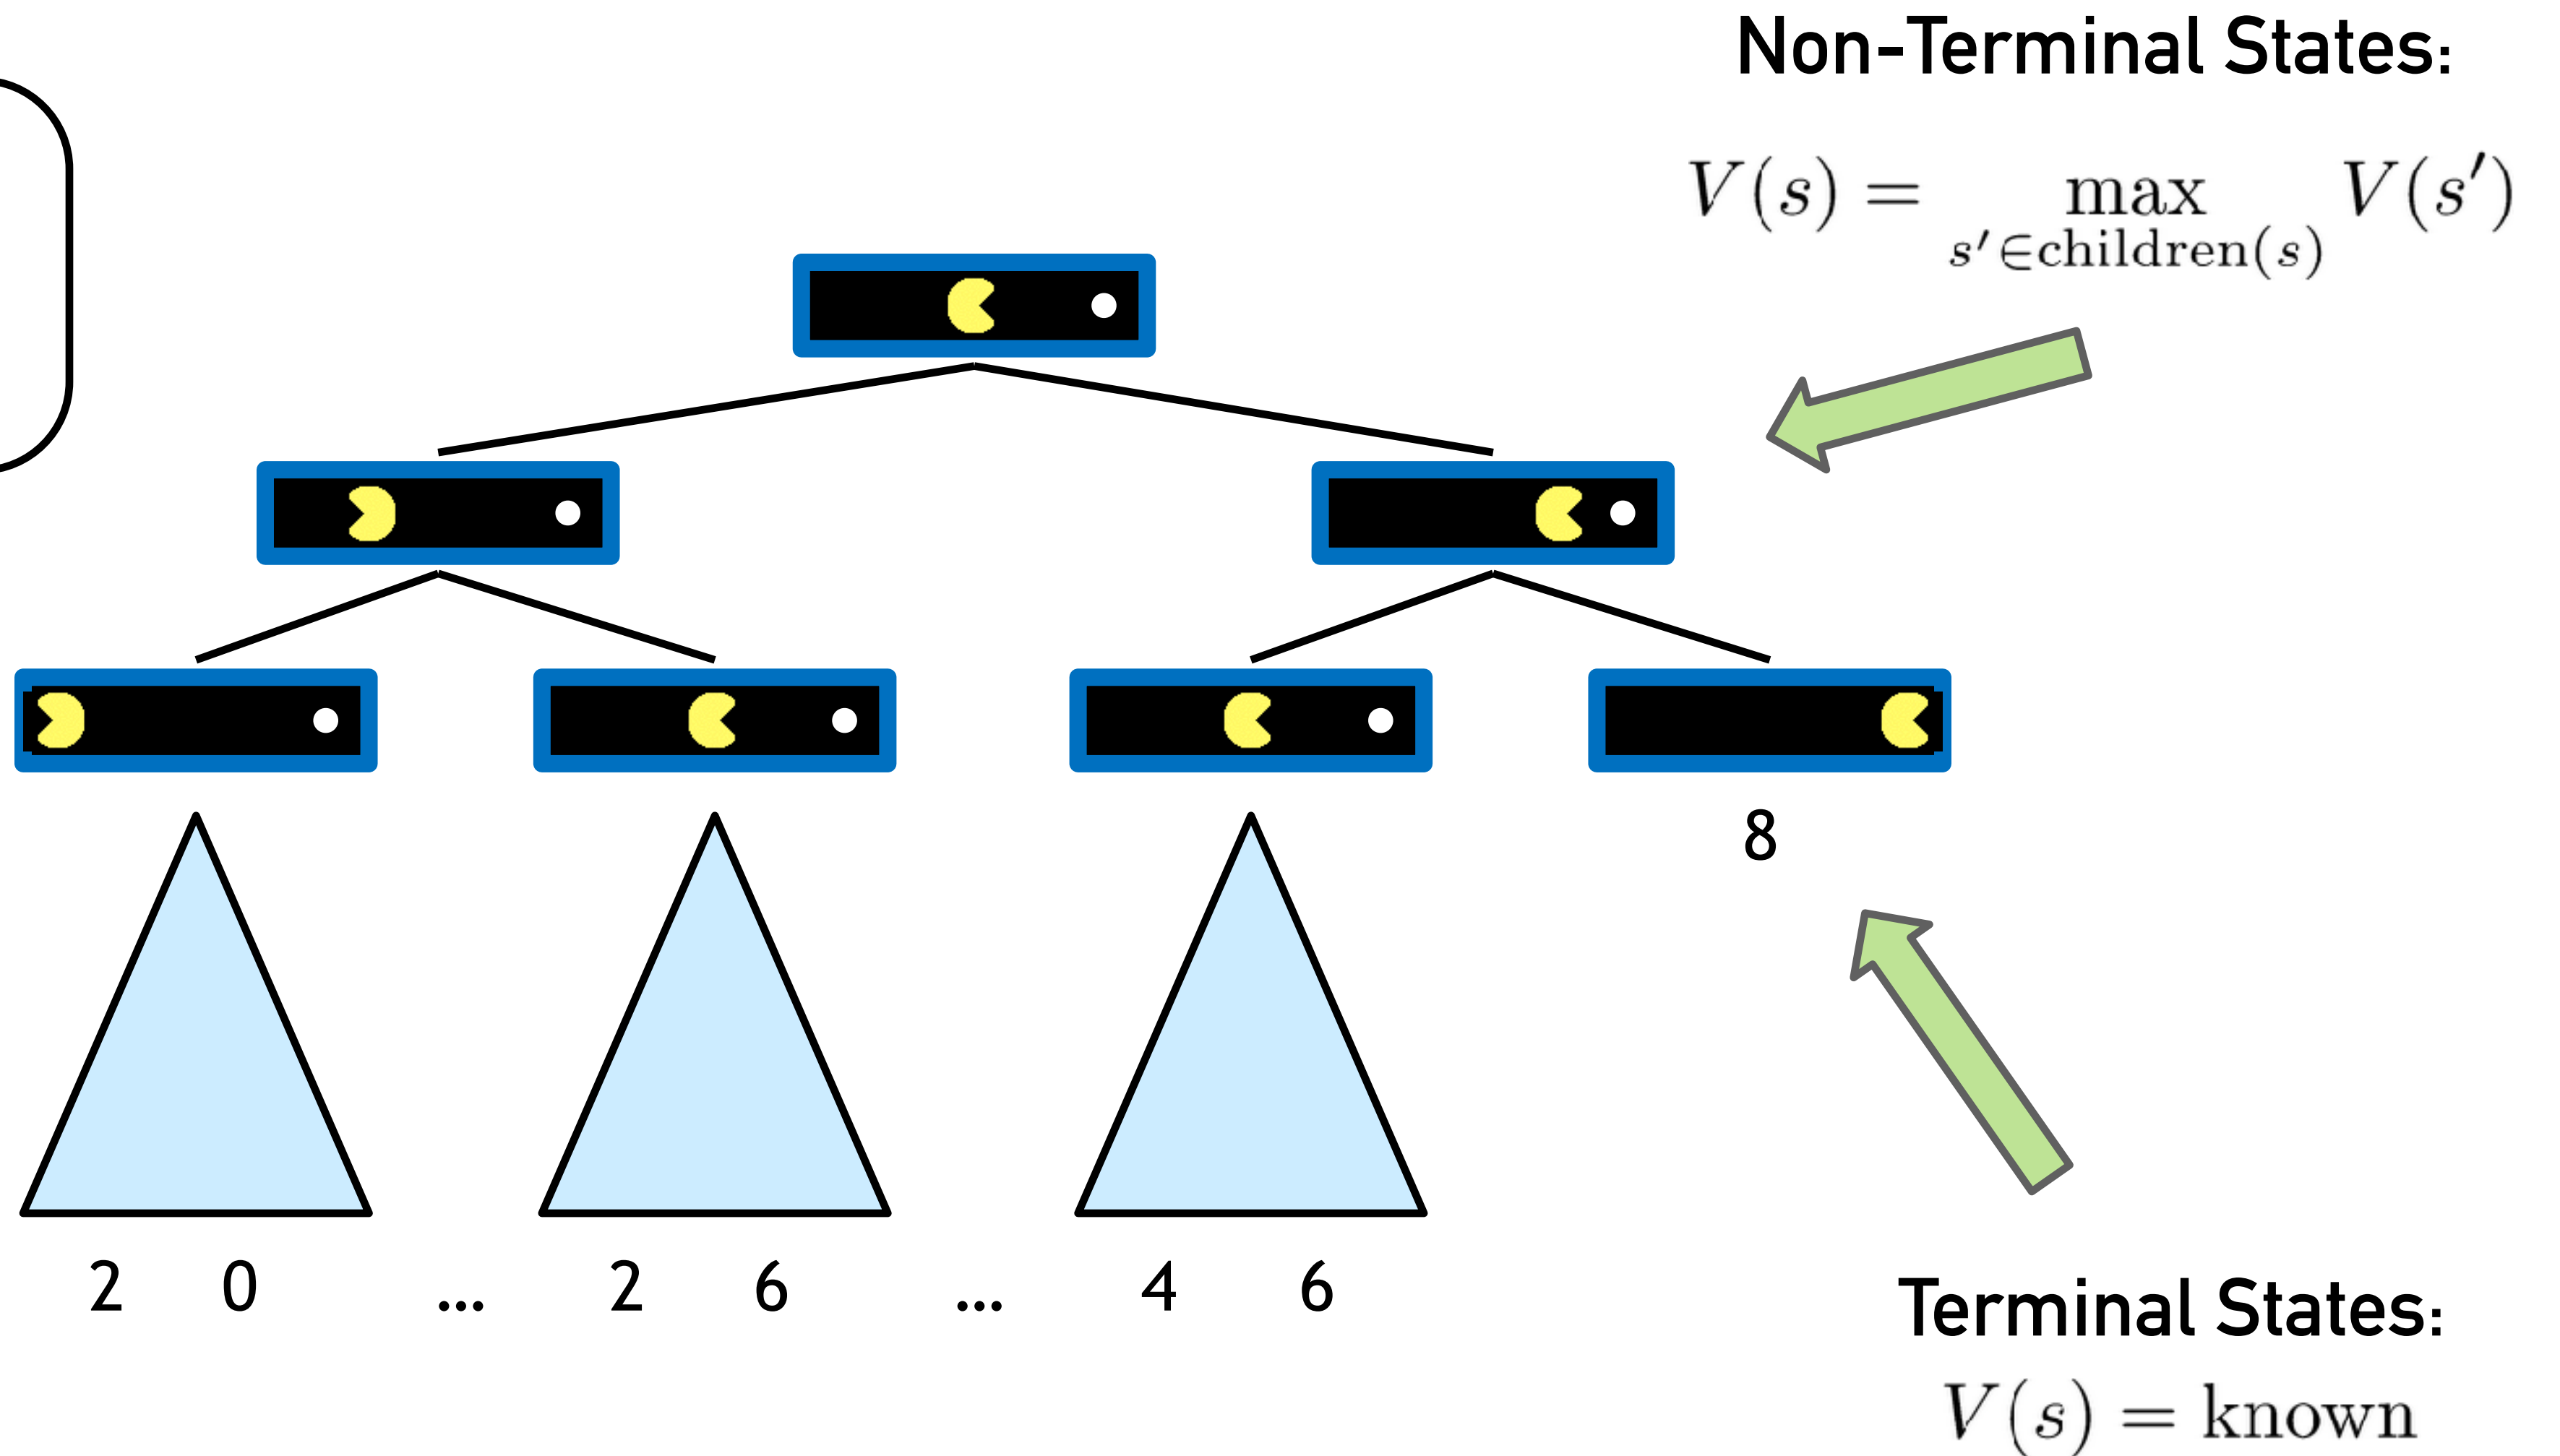 Non-Terminal States:
V(s) = max V(s′)
s′∈children(s)
8
2 0 ... 2 6 ... 4 6
Terminal States:
V(s) = known